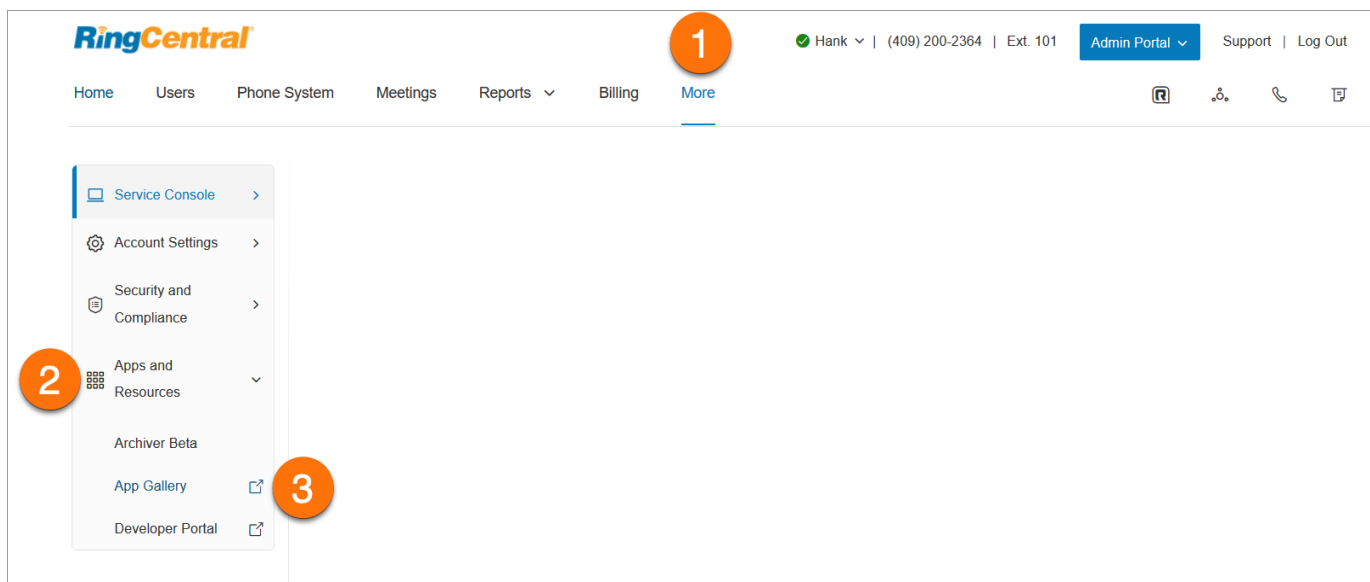 RingCentral
1
Hank | (409) 200-2364 | Ext. 101
Admin Portal
Support | Log Out
Home Users Phone System Meetings Reports Billing More
Service Console
Account Settings
Security and
Compliance
2
Apps and
Resources
Archiver Beta
App Gallery
3
Developer Portal